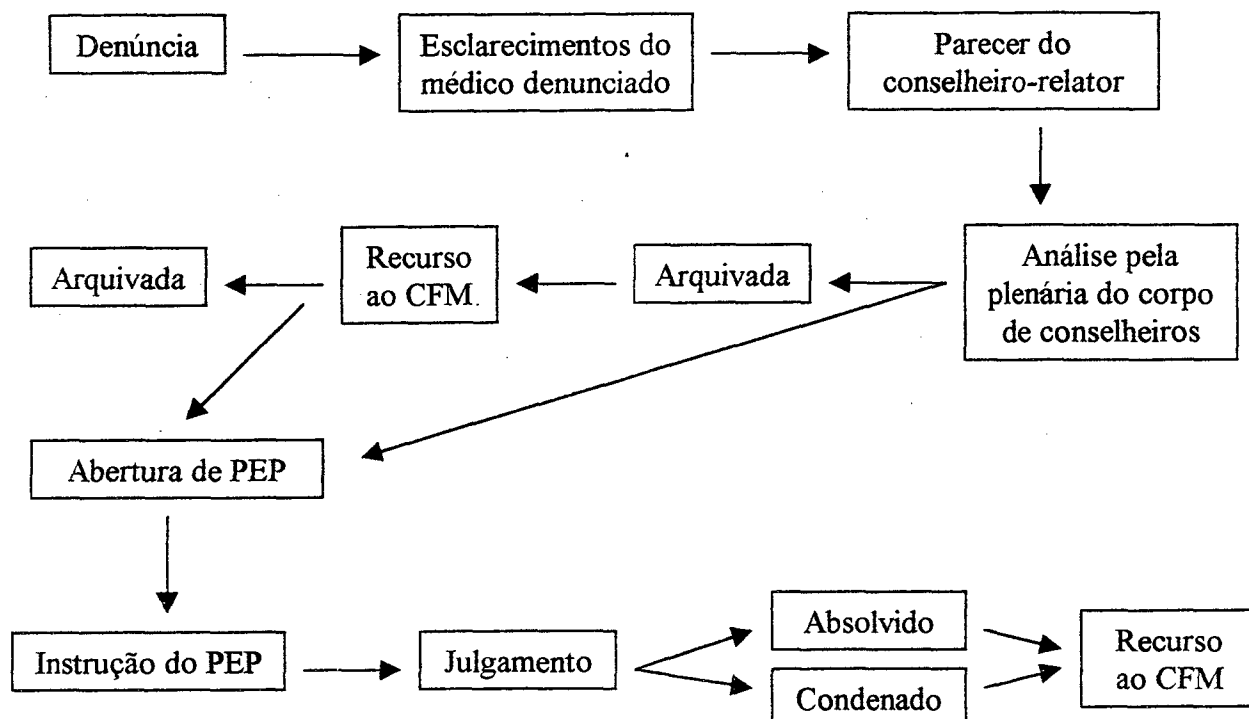 Denúncia
Esclarecimentos do
médico denunciado
Parecer do
conselheiro-relator
Análise pela
plenária do corpo
de conselheiros
Arquivada
Recurso
ao CFM.
Arquivada
Abertura de PEP
Instrução do PEP
Julgamento
Absolvido
Condenado
Recurso
ao CFM